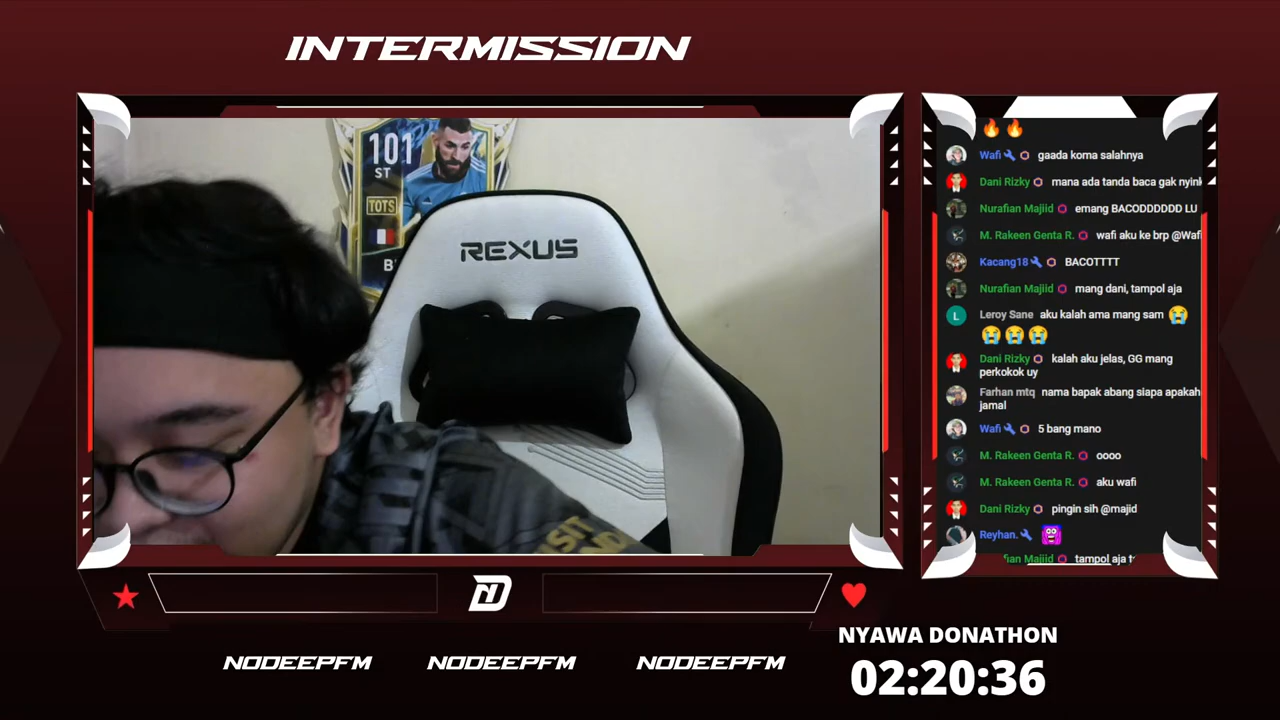 INTERMISSION
101
ST
TOTS
REXUS
Wafi gaada koma salahnya
Dani Rizky mana ada tanda baca gak nyink
Nurafian Majiid emang BACODDDDDD LU
M. Rakeen Genta R. wafi aku ke brp @Wafi
Kacang18 BACOTTTT
Nurafian Majiid mang dani, tampol aja
L
Leroy Sane aku kalah ama mang sam 😭
😭😭😭
Dani Rizky kalah aku jelas, GG mang
perkokok uy
Farhan mtq nama bapak abang siapa apakah
jamal
Wafi 5 bang mano
M. Rakeen Genta R. oooo
M. Rakeen Genta R. aku wafi
Dani Rizky pingin sih @majid
Reyhan.
fian Majiid tampol aja
NODEEPFM NODEEPFM NODEEPFM
NYAWA DONATHON
02:20:36